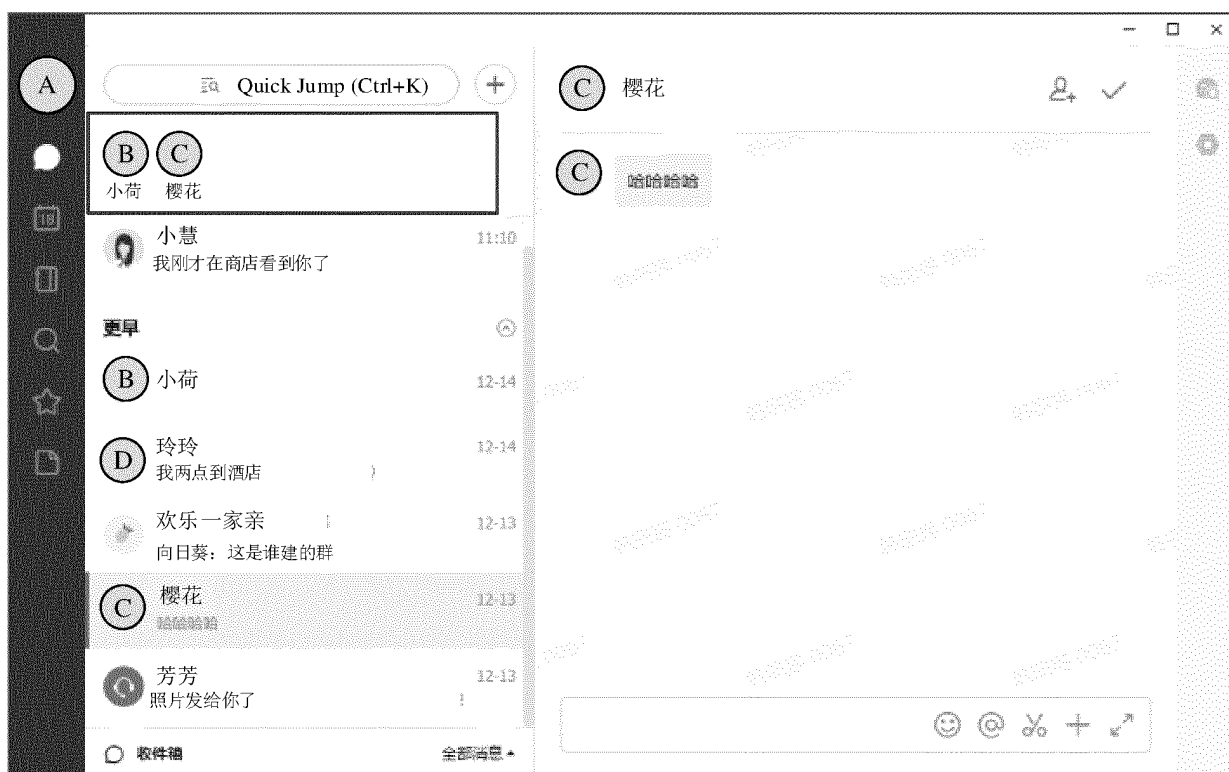 A
Quick Jump (Ctrl+K)
C
樱花
B
C
小荷
樱花
C
哈哈哈哈
18
小慧
11:10
我刚才在商店看到你了
更早
B
小荷
12-14
D
玲玲
12-14
我两点到酒店
欢乐一家亲
12-13
向日葵：这是谁建的群
C
樱花
12-13
哈哈哈哈
芳芳
12-13
照片发给你了
收件箱
全部消息